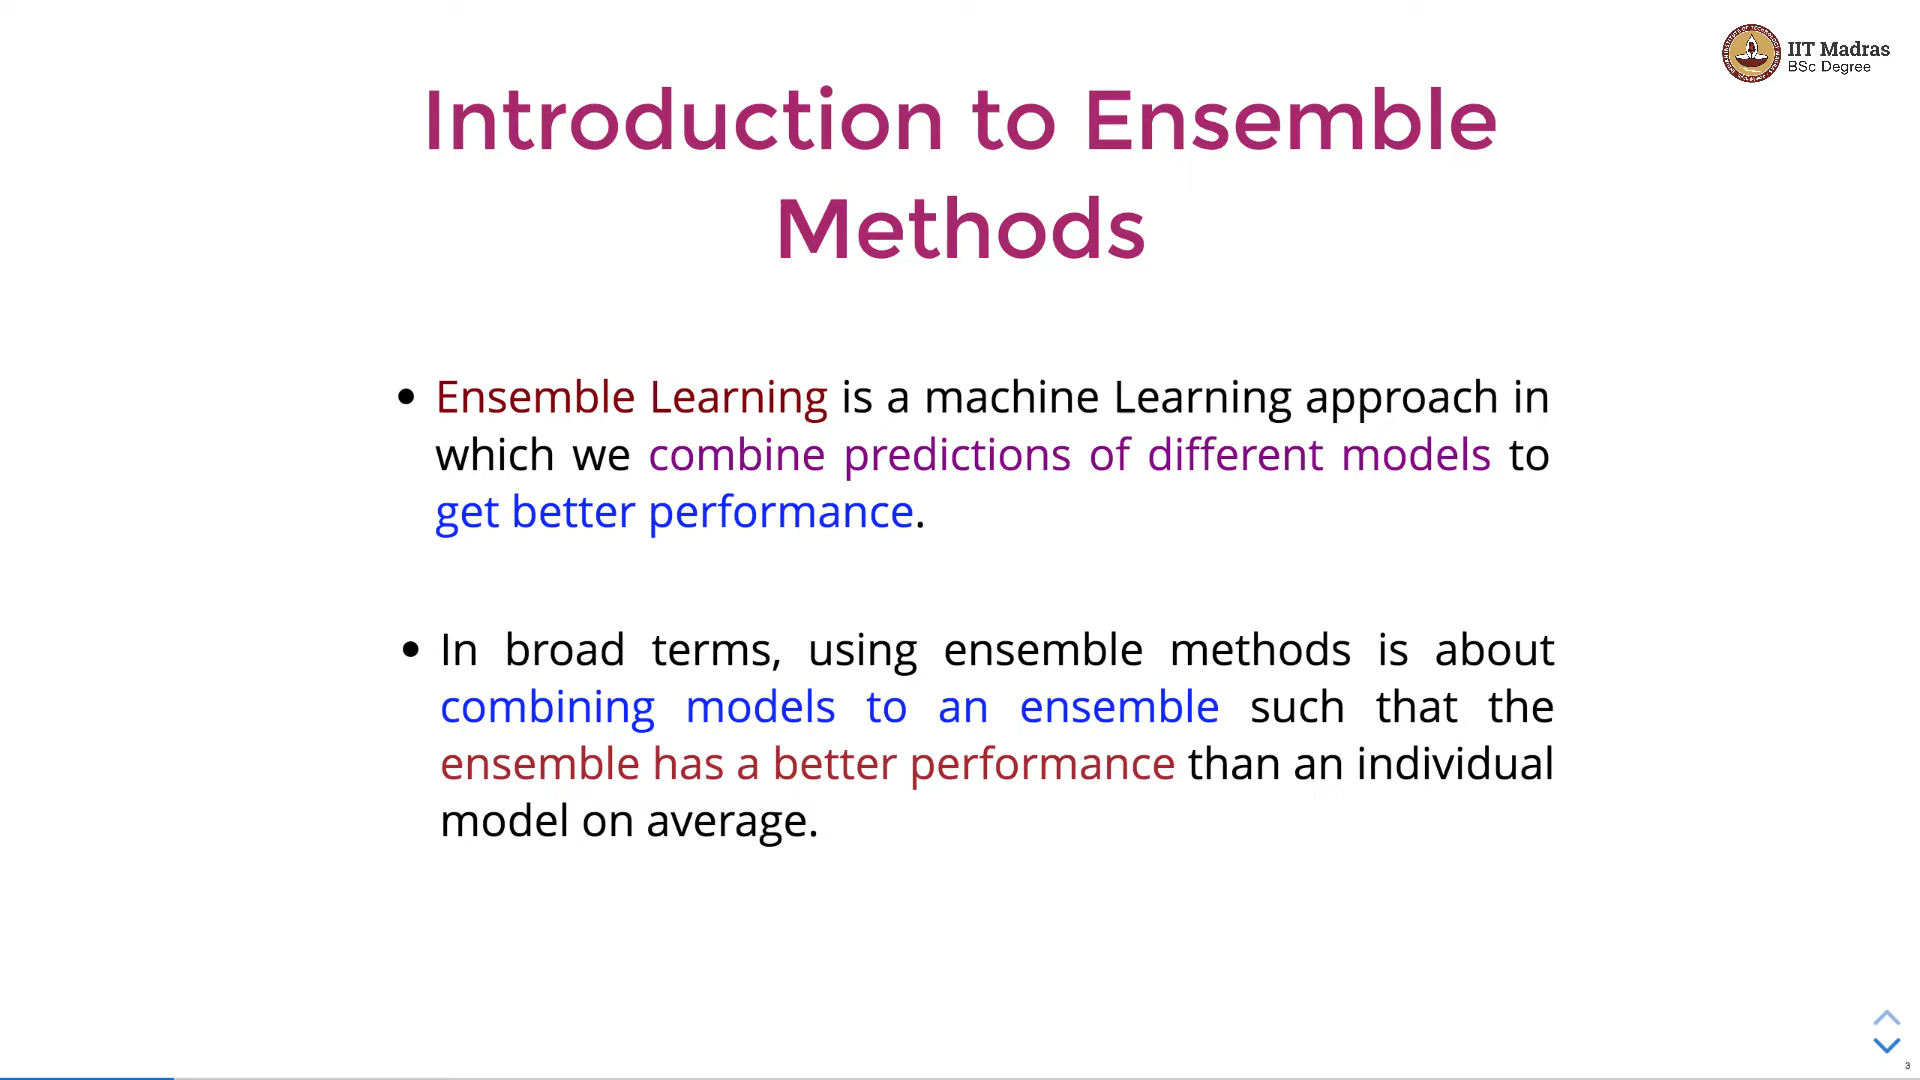 IIT Madras
BSc Degree
Introduction to Ensemble
Methods
• Ensemble Learning is a machine Learning approach in
which we combine predictions of different models to
get better performance.
• In broad terms, using ensemble methods is about
combining models to an ensemble such that the
ensemble has a better performance than an individual
model on average.
3